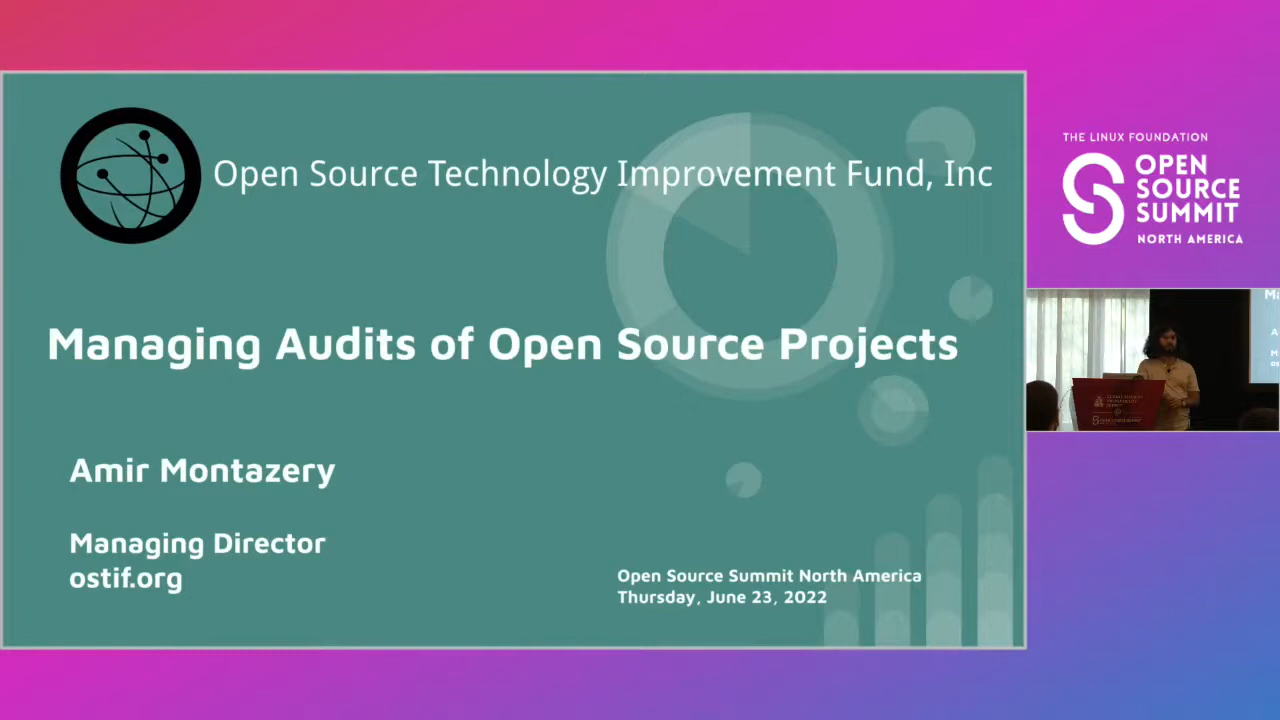 Open Source Technology Improvement Fund, Inc
Managing Audits of Open Source Projects
Amir Montazery
Managing Director
ostif.org
Open Source Summit North America
Thursday, June 23, 2022
THE LINUX FOUNDATION
OPEN
SOURCE
SUMMIT
NORTH AMERICA